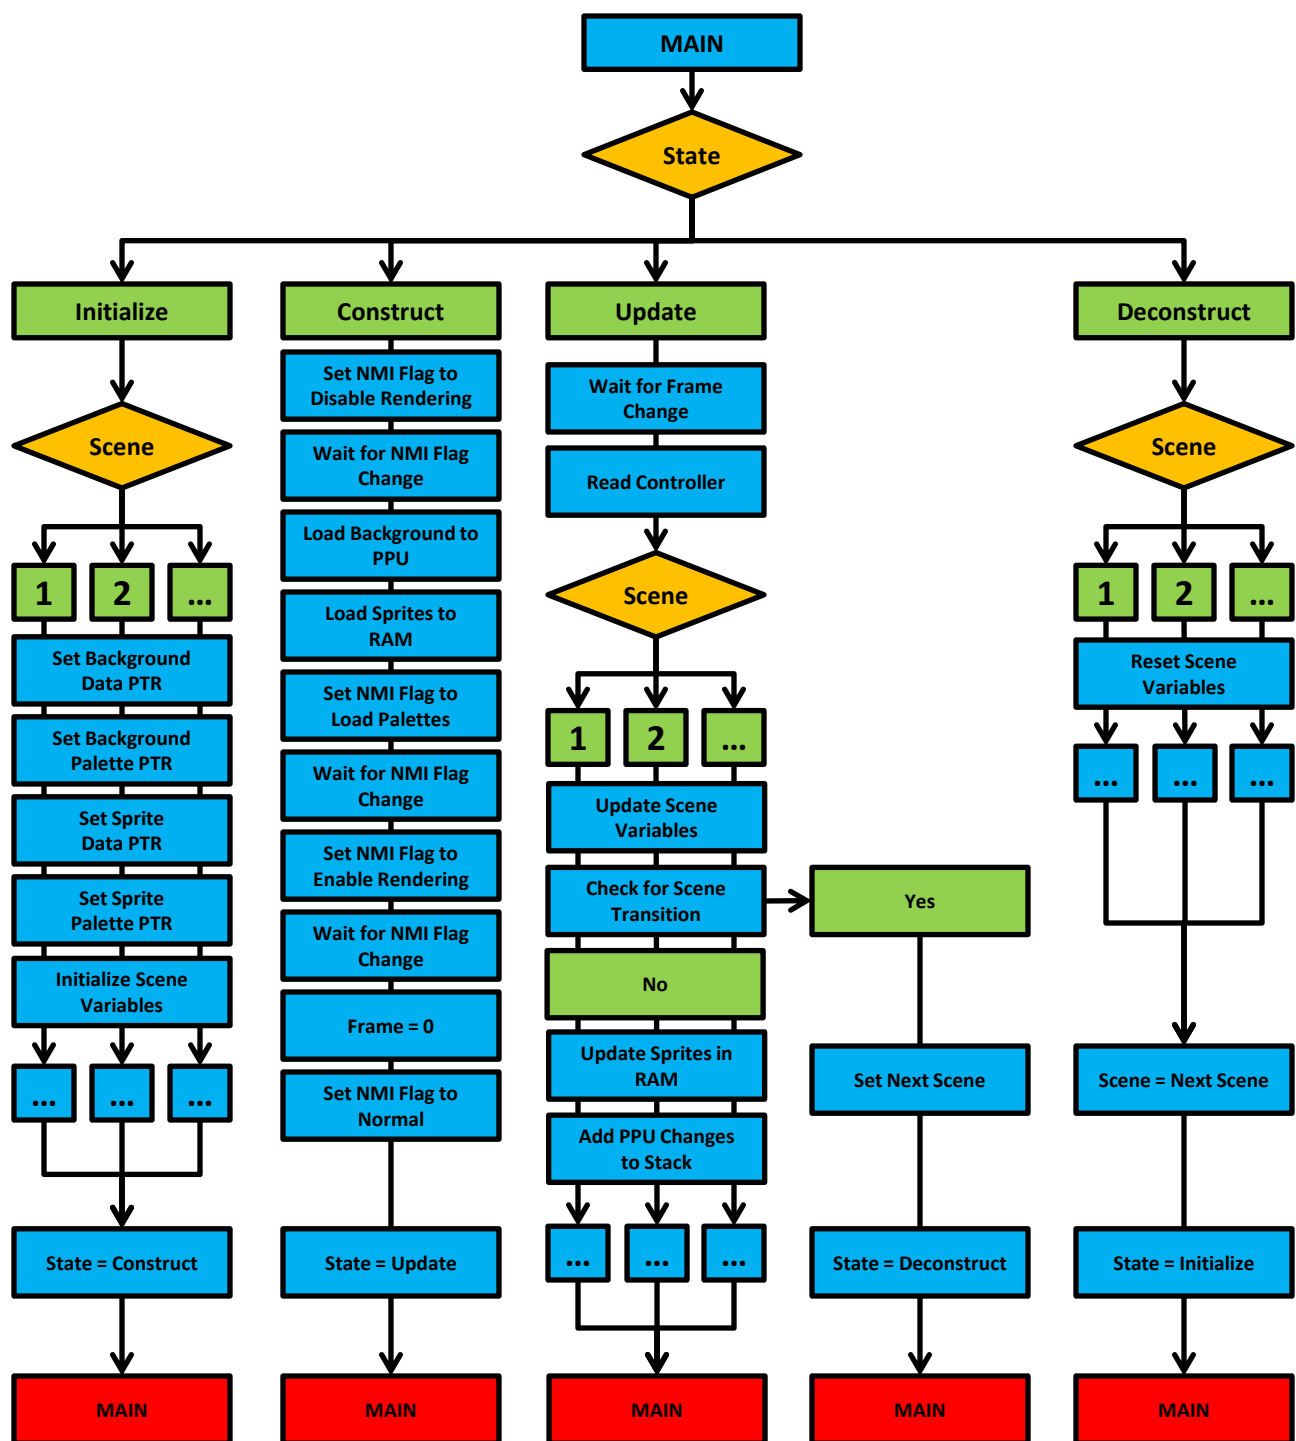 MAIN
State
Initialize
Scene
1
2
...
Set Background
Data PTR
Set Background
Palette PTR
Set Sprite
Data PTR
Set Sprite
Palette PTR
Initialize Scene
Variables
...
...
...
State = Construct
MAIN
Construct
Set NMI Flag to
Disable Rendering
Wait for NMI Flag
Change
Load Background to
PPU
Load Sprites to
RAM
Set NMI Flag to
Load Palettes
Wait for NMI Flag
Change
Set NMI Flag to
Enable Rendering
Wait for NMI Flag
Change
Frame = 0
Set NMI Flag to
Normal
State = Update
MAIN
Update
Wait for Frame
Change
Read Controller
Scene
1
2
...
Update Scene
Variables
Check for Scene
Transition
No
Update Sprites in
RAM
Add PPU Changes
to Stack
...
...
...
MAIN
Yes
Set Next Scene
State = Deconstruct
MAIN
Deconstruct
Scene
1
2
...
Reset Scene
Variables
...
...
...
Scene = Next Scene
State = Initialize
MAIN